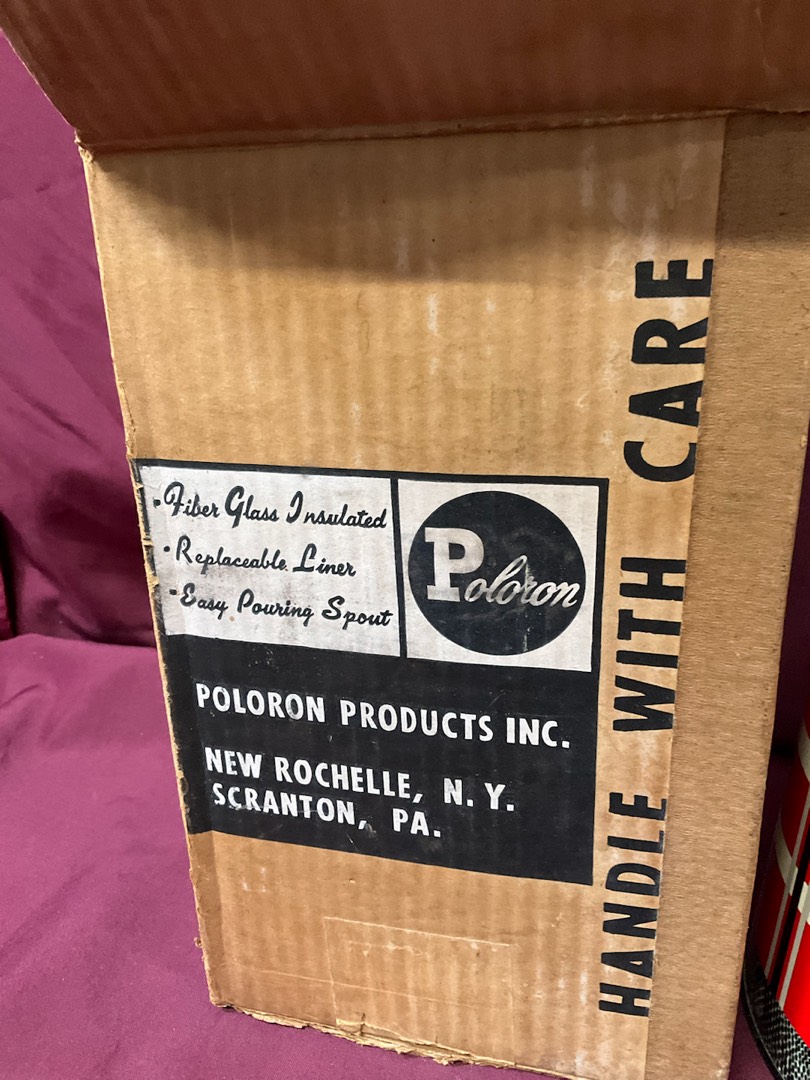 · Fiber Glass Insulated
· Replaceable Liner
· Easy Pouring Spout
Poloron
POLORON PRODUCTS INC.
NEW ROCHELLE, N. Y.
SCRANTON, PA.
HANDLE WITH CARE